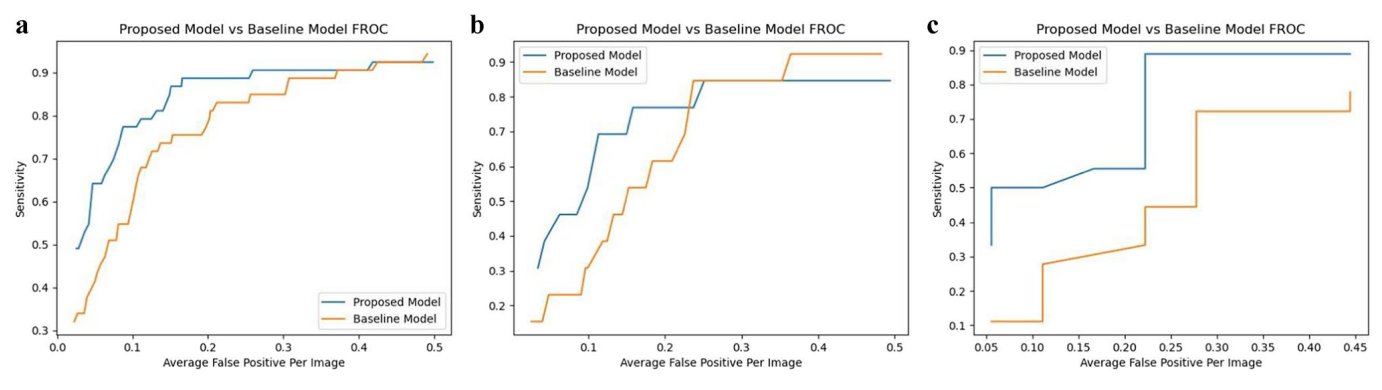 a
Proposed Model vs Baseline Model FROC
Sensitivity
0.9
0.8
0.7
0.6
0.5
0.4
0.3
Proposed Model
Baseline Model
0.0 0.1 0.2 0.3 0.4 0.5
Average False Positive Per Image
b
Proposed Model vs Baseline Model FROC
Proposed Model
Baseline Model
Sensitivity
0.9
0.8
0.7
0.6
0.5
0.4
0.3
0.2
0.1 0.2 0.3 0.4 0.5
Average False Positive Per Image
c
Proposed Model vs Baseline Model FROC
Proposed Model
Baseline Model
Sensitivity
0.9
0.8
0.7
0.6
0.5
0.4
0.3
0.2
0.1
0.05 0.10 0.15 0.20 0.25 0.30 0.35 0.40 0.45
Average False Positive Per Image